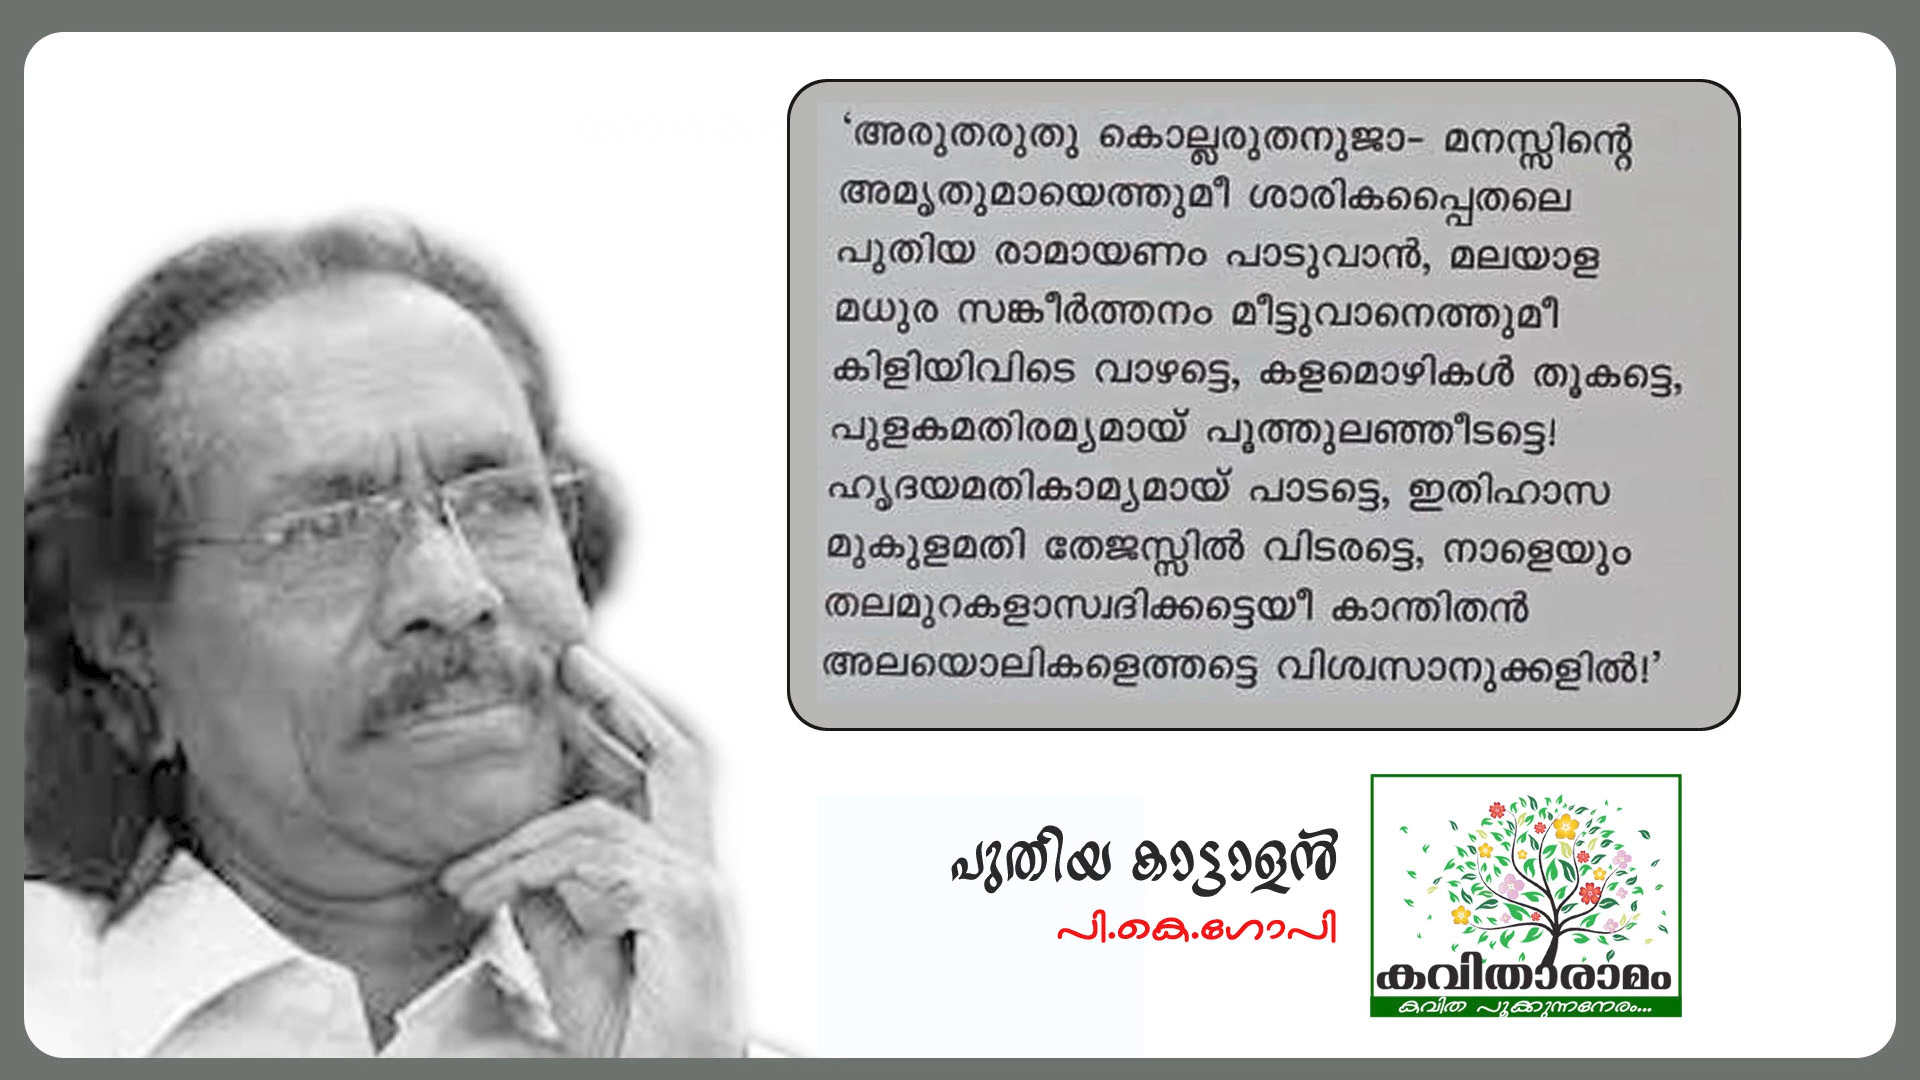 ‘അരുതരുതു കൊല്ലരുതനുജാ– മനസ്സിന്റെ
അമൃതുമായെത്തുമീ ശാരികപ്പൈതലെ
പുതിയ രാമായണം പാടുവാൻ, മലയാള
മധുര സങ്കീർത്തനം മീട്ടുവാനെത്തുമീ
കിളിയിവിടെ വാഴട്ടെ, കളമൊഴികൾ തൂകട്ടെ,
പുളകമതിരമ്യമായ് പൂത്തുലഞ്ഞീടട്ടെ!
ഹൃദയമതികാമ്യമായ് പാടട്ടെ, ഇതിഹാസ
മുകുളമതി തേജസ്സിൽ വിടരട്ടെ, നാളെയും
തലമുറകളാസ്വദിക്കട്ടെയീ കാന്തിതൻ
അലയൊലികളെത്തട്ടെ വിശ്വസാനുക്കളിൽ!’
പുതിയ കാട്ടാളൻ
പി.കെ.ഗോപി
കവിതാരാമം
കവിത പൂക്കുന്നനേരം...